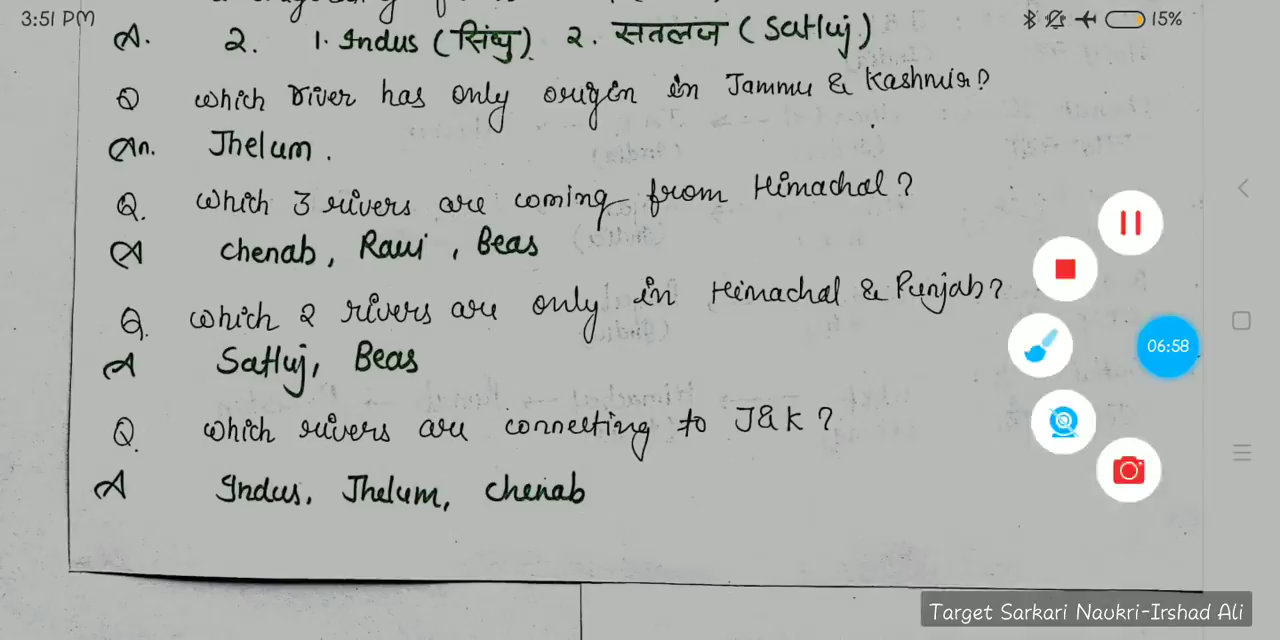 3:51 PM
15%
A. 2. 1. Indus (सिंधु). 2. सतलज (Satluj)
Q which river has only origin in Jammu & Kashmir?
An. Jhelum.
Q. which 3 rivers are coming from Himachal?
A chenab, Ravi, Beas
Q. which 2 rivers are only in Himachal & Punjab?
A Satluj, Beas
Q. which rivers are connecting to J&K?
A Indus, Jhelum, chenab
06:58
Target Sarkari Naukri-Irshad Ali